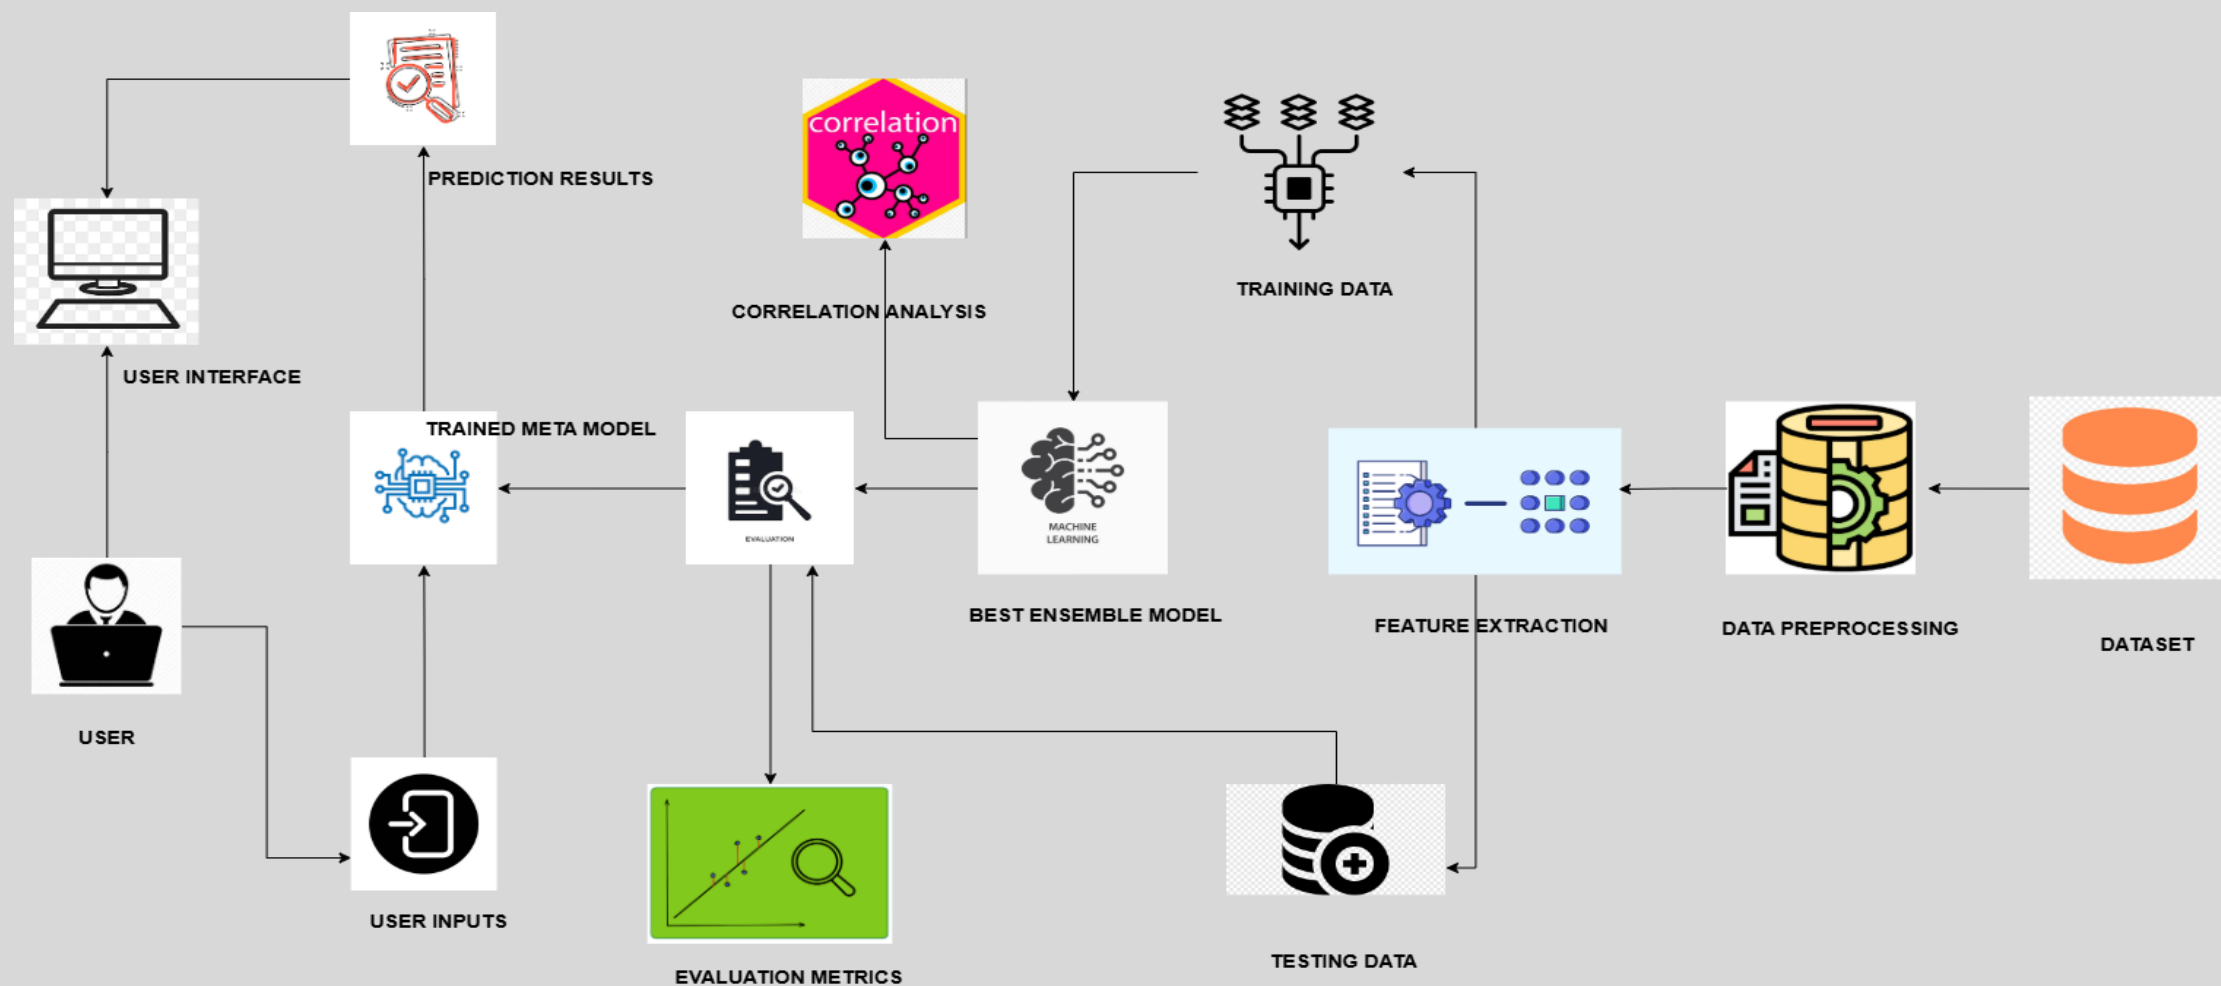 correlation
PREDICTION RESULTS
TRAINING DATA
CORRELATION ANALYSIS
USER INTERFACE
TRAINED META MODEL
MACHINE
LEARNING
EVALUATION
BEST ENSEMBLE MODEL
FEATURE EXTRACTION
DATA PREPROCESSING
DATASET
USER
USER INPUTS
TESTING DATA
EVALUATION METRICS